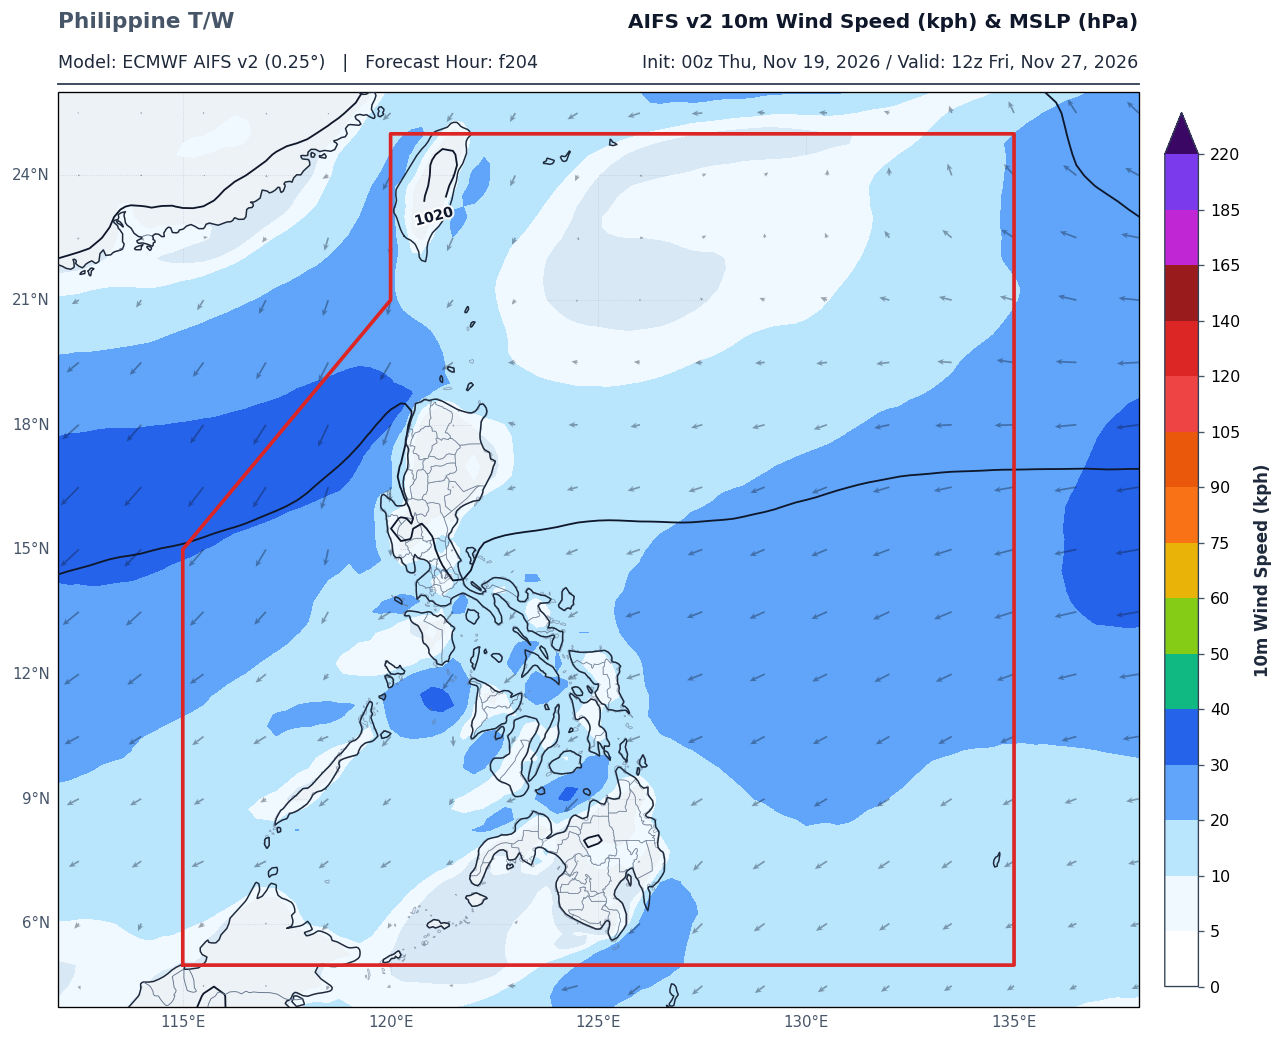 Philippine T/W
AIFS v2 10m Wind Speed (kph) & MSLP (hPa)
Model: ECMWF AIFS v2 (0.25°) | Forecast Hour: f204
Init: 00z Thu, Nov 19, 2026 / Valid: 12z Fri, Nov 27, 2026
24°N
21°N
18°N
15°N
12°N
9°N
6°N
1020
115°E
120°E
125°E
130°E
135°E
220
185
165
140
120
105
90
75
60
50
40
30
20
10
5
0
10m Wind Speed (kph)